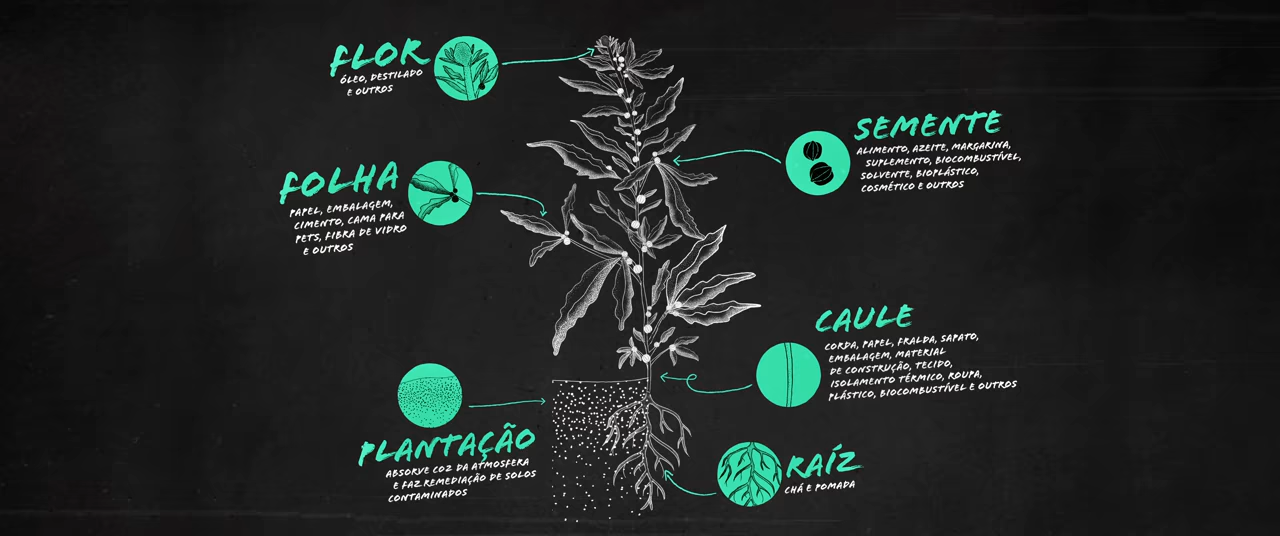 FLOR
ÓLEO, DESTILADO
E OUTROS
SEMENTE
ALIMENTO, AZEITE, MARGARINA,
SUPLEMENTO, BIOCOMBUSTÍVEL,
SOLVENTE, BIOPLÁSTICO,
COSMÉTICO E OUTROS
FOLHA
PAPEL, EMBALAGEM,
CIMENTO, CAMA PARA
PETS, FIBRA DE VIDRO
E OUTROS
CAULE
CORDA, PAPEL, FRALDA, SAPATO,
EMBALAGEM, MATERIAL
DE CONSTRUÇÃO, TECIDO,
ISOLAMENTO TÉRMICO, ROUPA,
PLÁSTICO, BIOCOMBUSTÍVEL E OUTROS
PLANTAÇÃO
ABSORVE CO2 DA ATMOSFERA
E FAZ REMEDIAÇÃO DE SOLOS
CONTAMINADOS
RAÍZ
CHÁ E POMADA